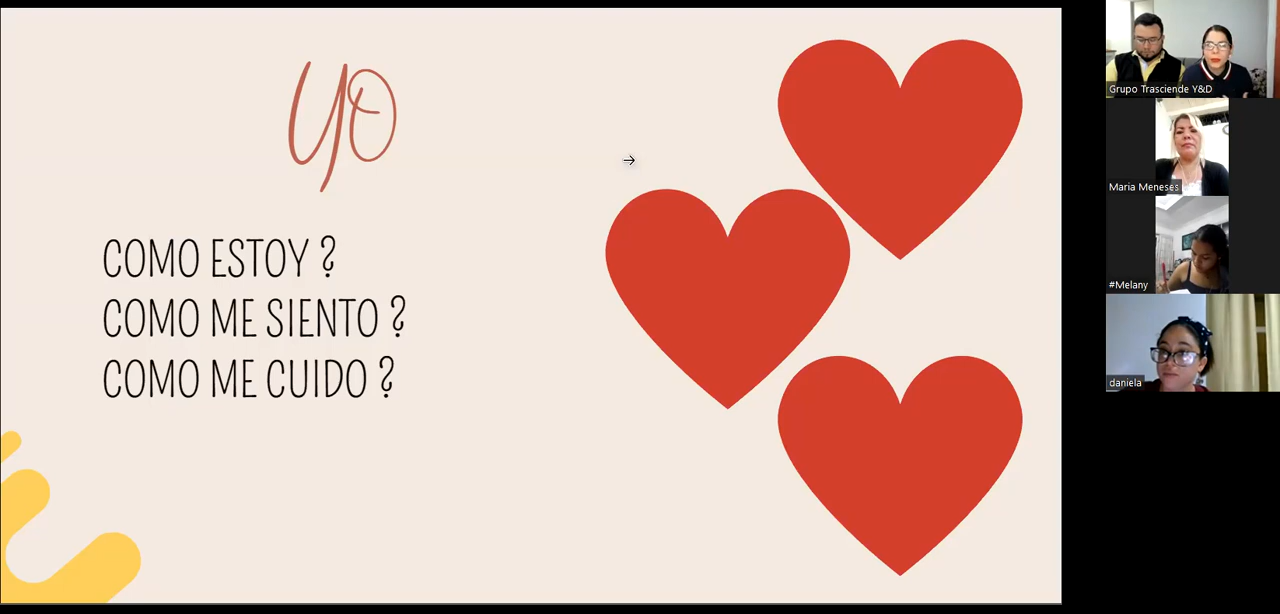 YO
COMO ESTOY ?
COMO ME SIENTO ?
COMO ME CUIDO ?
Grupo Trasciende Y&D
Maria Meneses
#Melany
daniela